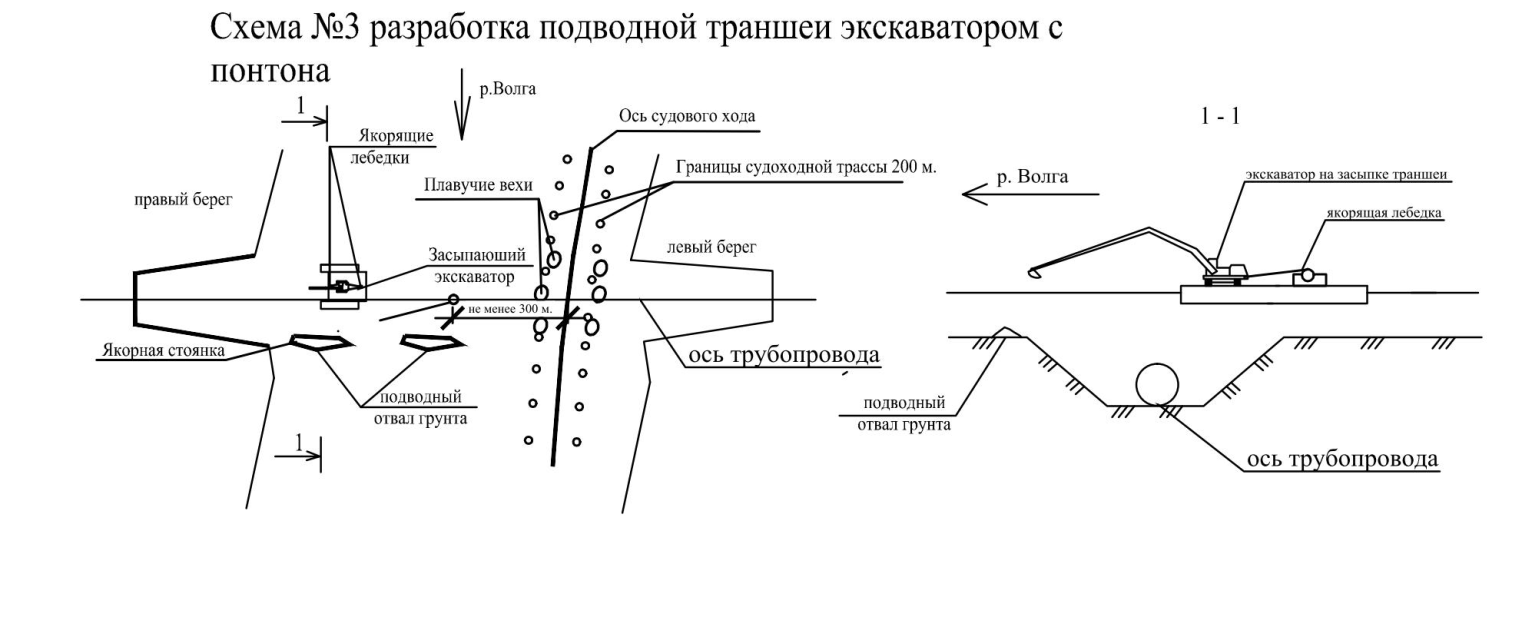 Схема №3 разработка подводной траншеи экскаватором с
понтона
1
р.Волга
Якорящие
лебедки
Ось судового хода
Границы судоходной трассы 200 м.
Плавучие вехи
правый берег
левый берег
Засыпаюший
экскаватор
не менее 300 м.
Якорная стоянка
ось трубопровода
подводный
отвал грунта
1
1 - 1
р. Волга
экскаватор на засыпке траншеи
якорящая лебедка
подводный
отвал грунта
ось трубопровода